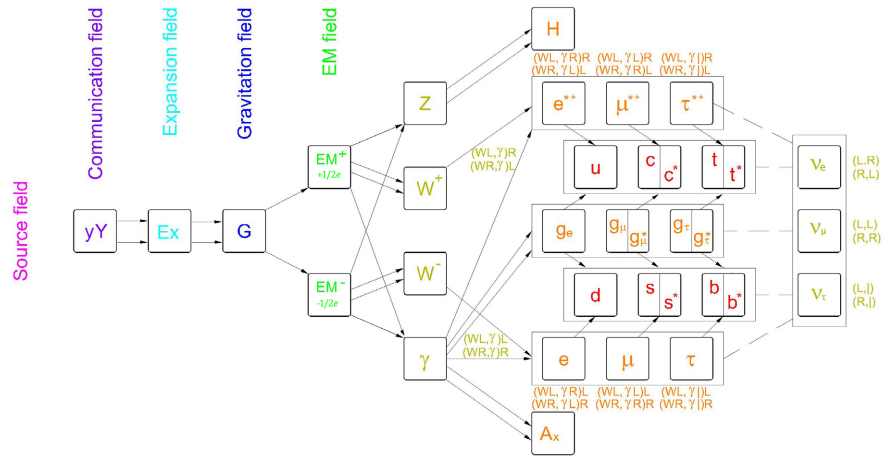 Source field
Communication field
Expansion field
Gravitation field
EM field
yY
Ex
G
EM+
+1/2e
EM-
-1/2e
Z
W+
W-
γ
(WL,γ)R
(WR,γ)L
(WL,γ)L
(WR,γ)R
H
(WL, γR)R (WL, γL)R (WL, γ|)R
(WR, γL)L (WR, γR)L (WR, γ|)L
e*+ μ*+ τ*+
u c c* t t*
ge gμ gμ* gτ gτ*
d s s* b b*
e μ τ
(WL, γR)L (WL, γL)L (WL, γ|)L
(WR, γL)R (WR, γR)R (WR, γ|)R
Ax
νe
(L,R)
(R,L)
νμ
(L,L)
(R,R)
ντ
(L,|)
(R,|)